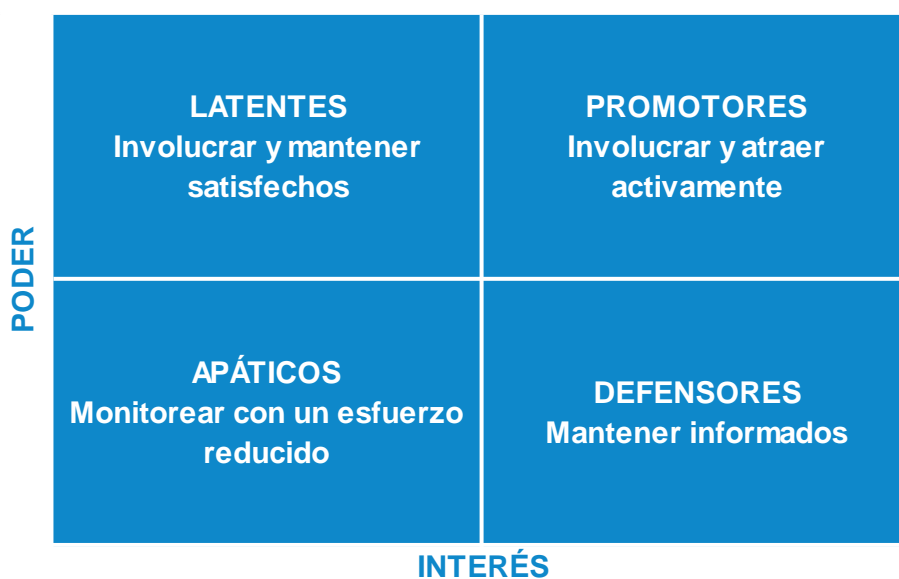 LATENTES
Involucrar y mantener
satisfechos
PROMOTORES
Involucrar y atraer
activamente
PODER
APÁTICOS
Monitorear con un esfuerzo
reducido
DEFENSORES
Mantener informados
INTERÉS